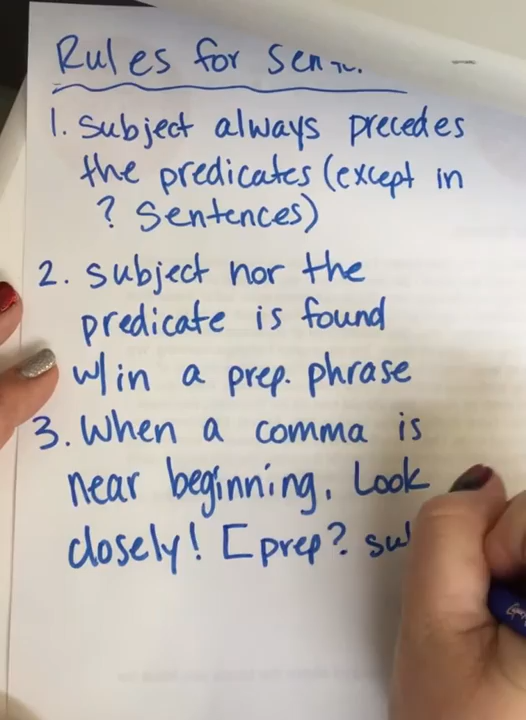 Rules for
1. Subject always precedes
the predicates (except in
? Sentences)
2. subject nor the
predicate is found
w/in a prep. phrase
3. When a comma is
near beginning. Look
closely! [prep?